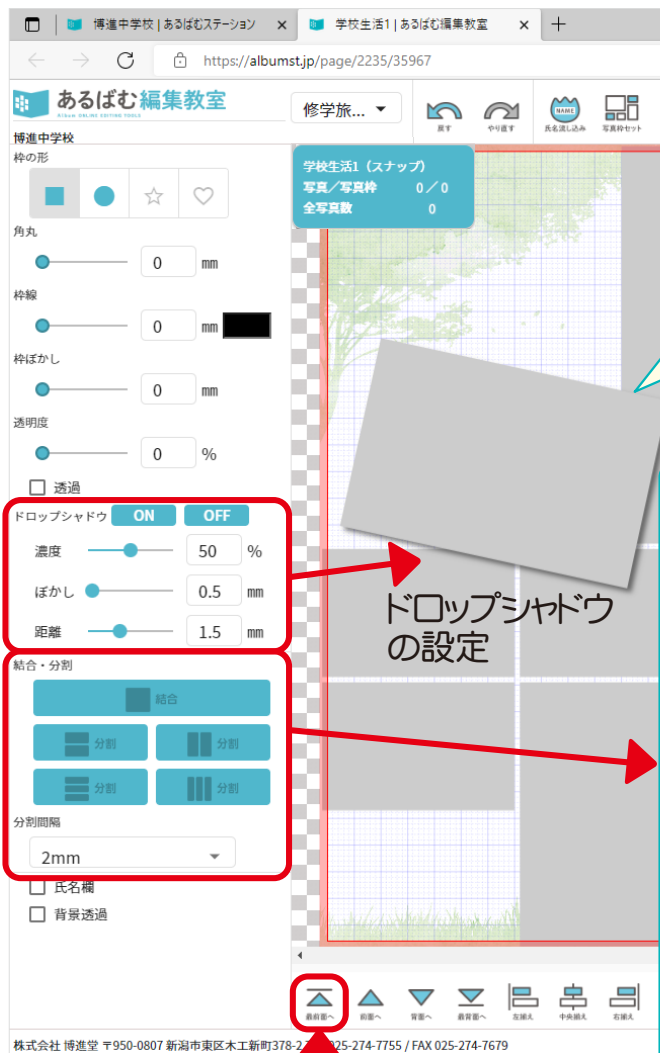 博進中学校 | あるばむステーション ×
学校生活1 | あるばむ編集教室 × +
https://albumst.jp/page/2235/35967
あるばむ編集教室
Album ONLINE EDITING TOOLS
修学旅...
戻す
やり直す
NAME
氏名流し込み
写真枠セット
博進中学校
枠の形
学校生活1（スナップ）
写真／写真枠 0／0
全写真数 0
角丸
0 mm
枠線
0 mm
枠ぼかし
0 mm
透明度
0 %
透過
ドロップシャドウ ON OFF
濃度 50 %
ぼかし 0.5 mm
距離 1.5 mm
ドロップシャドウ
の設定
結合・分割
結合
分割 分割
分割 分割
分割間隔
2mm
氏名欄
背景透過
最前面へ 前面へ 背面へ 最背面へ 左揃え 中央揃え 右揃え
株式会社 博進堂 〒950-0807 新潟市東区木工新町378-2 025-274-7755 / FAX 025-274-7679